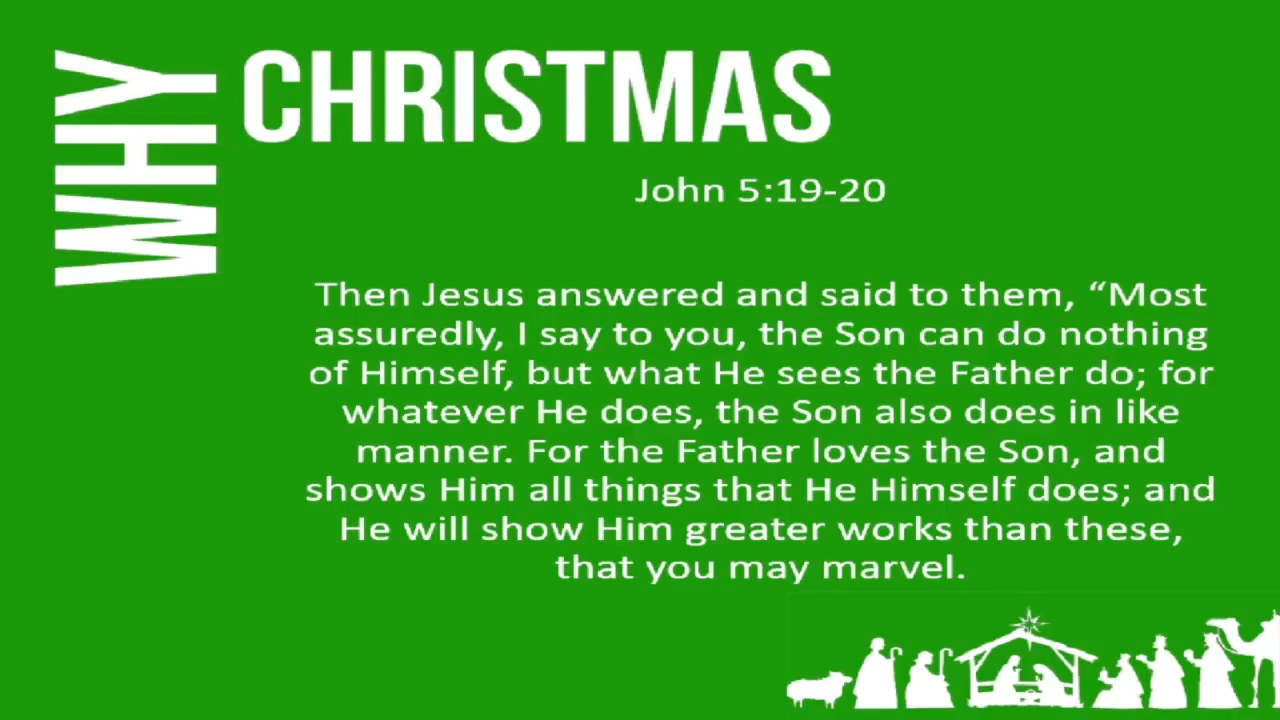 WHY
CHRISTMAS
John 5:19-20
Then Jesus answered and said to them, “Most
assuredly, I say to you, the Son can do nothing
of Himself, but what He sees the Father do; for
whatever He does, the Son also does in like
manner. For the Father loves the Son, and
shows Him all things that He Himself does; and
He will show Him greater works than these,
that you may marvel.